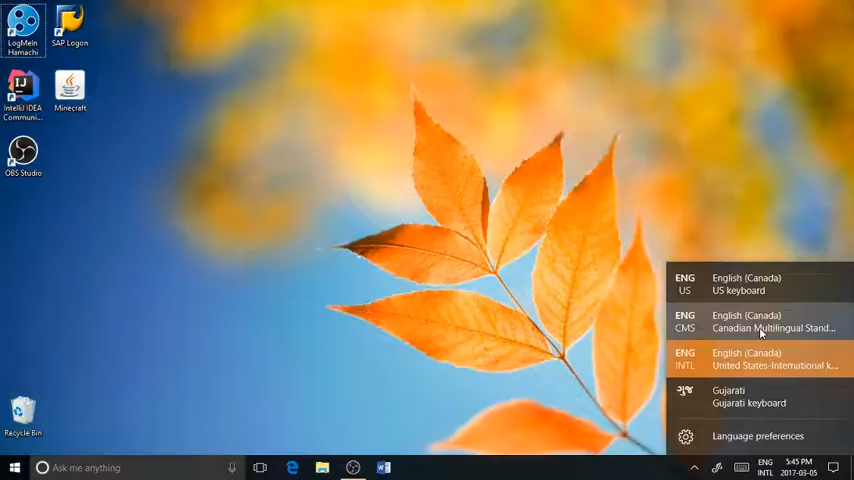 LogMeIn
Hamachi
SAP Logon
IntelliJ IDEA
Communi...
Minecraft
OBS Studio
Recycle Bin
ENG English (Canada)
US US keyboard
ENG English (Canada)
CMS Canadian Multilingual Stand...
ENG English (Canada)
INTL United States-International k...
ગુજ Gujarati
Gujarati keyboard
Language preferences
Ask me anything
ENG
INTL
5:45 PM
2017-03-05